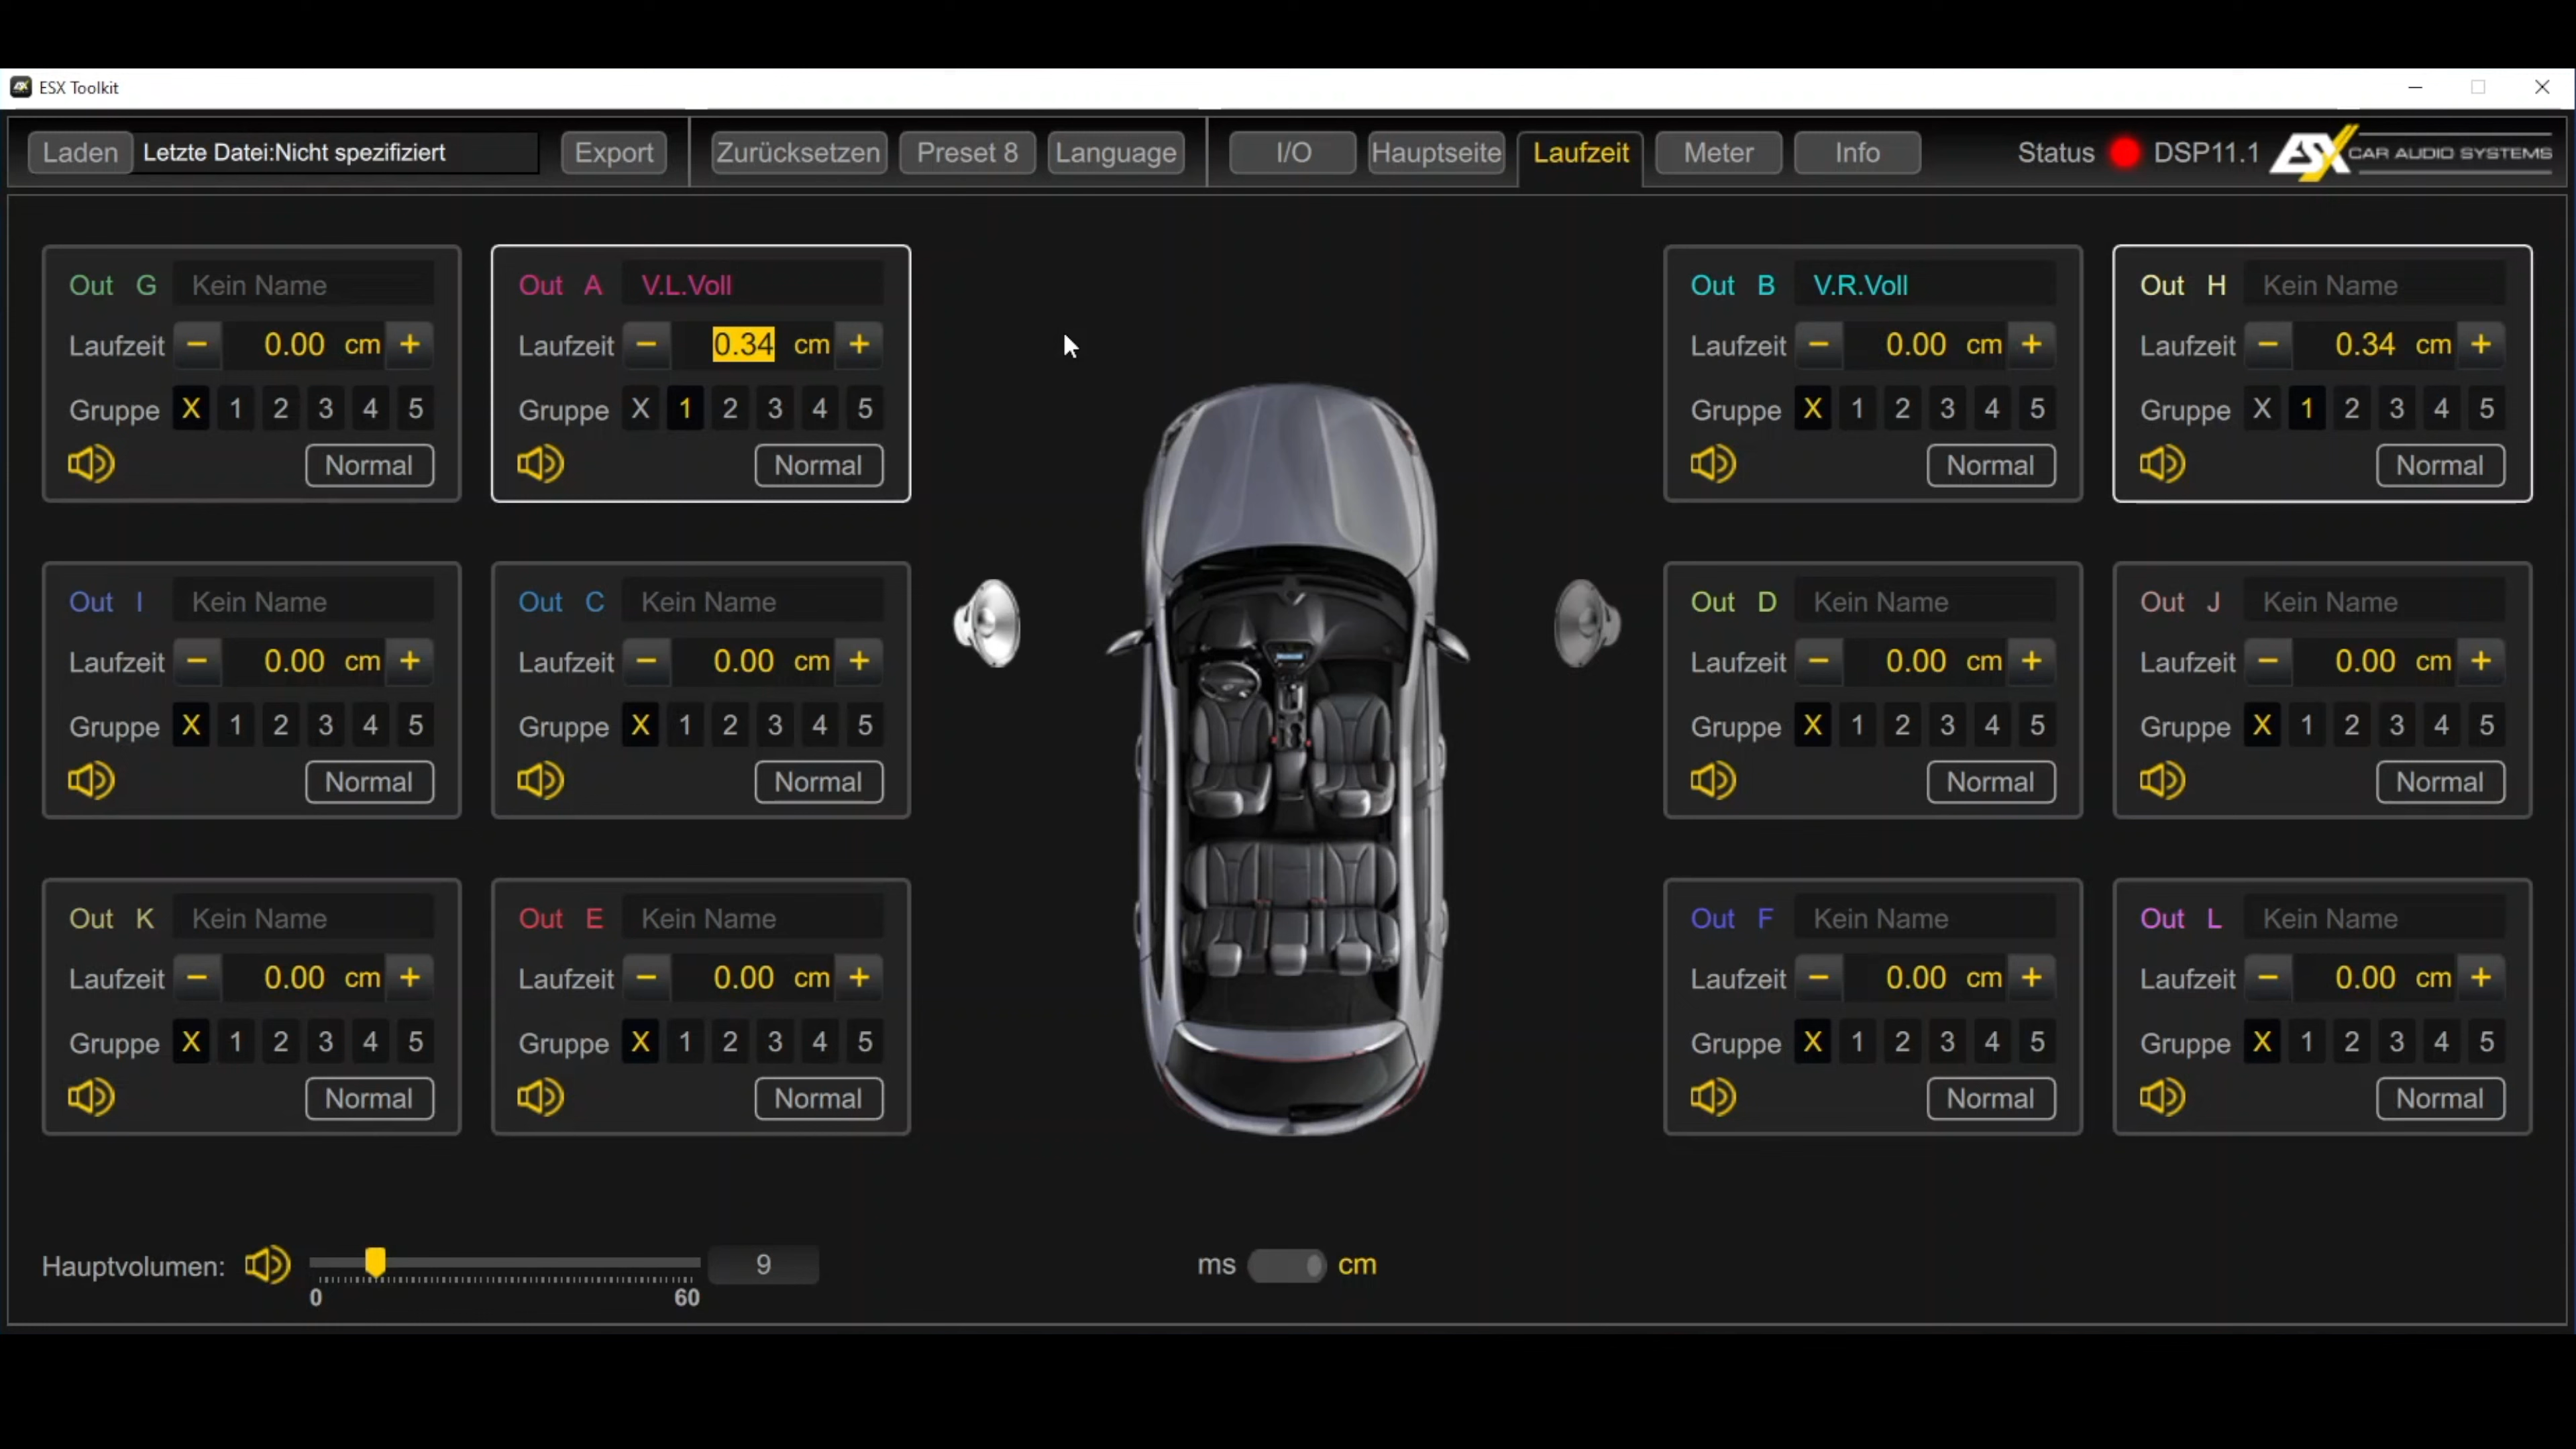 ESX Toolkit
Laden Letzte Datei:Nicht spezifiziert Export Zurücksetzen Preset 8 Language I/O Hauptseite Laufzeit Meter Info Status DSP11.1 ESX CAR AUDIO SYSTEMS
Out G Kein Name
Laufzeit − 0.00 cm +
Gruppe X 1 2 3 4 5
Normal
Out A V.L.Voll
Laufzeit − 0.34 cm +
Gruppe X 1 2 3 4 5
Normal
Out B V.R.Voll
Laufzeit − 0.00 cm +
Gruppe X 1 2 3 4 5
Normal
Out H Kein Name
Laufzeit − 0.34 cm +
Gruppe X 1 2 3 4 5
Normal
Out I Kein Name
Laufzeit − 0.00 cm +
Gruppe X 1 2 3 4 5
Normal
Out C Kein Name
Laufzeit − 0.00 cm +
Gruppe X 1 2 3 4 5
Normal
Out D Kein Name
Laufzeit − 0.00 cm +
Gruppe X 1 2 3 4 5
Normal
Out J Kein Name
Laufzeit − 0.00 cm +
Gruppe X 1 2 3 4 5
Normal
Out K Kein Name
Laufzeit − 0.00 cm +
Gruppe X 1 2 3 4 5
Normal
Out E Kein Name
Laufzeit − 0.00 cm +
Gruppe X 1 2 3 4 5
Normal
Out F Kein Name
Laufzeit − 0.00 cm +
Gruppe X 1 2 3 4 5
Normal
Out L Kein Name
Laufzeit − 0.00 cm +
Gruppe X 1 2 3 4 5
Normal
Hauptvolumen: 9
0 60
ms cm